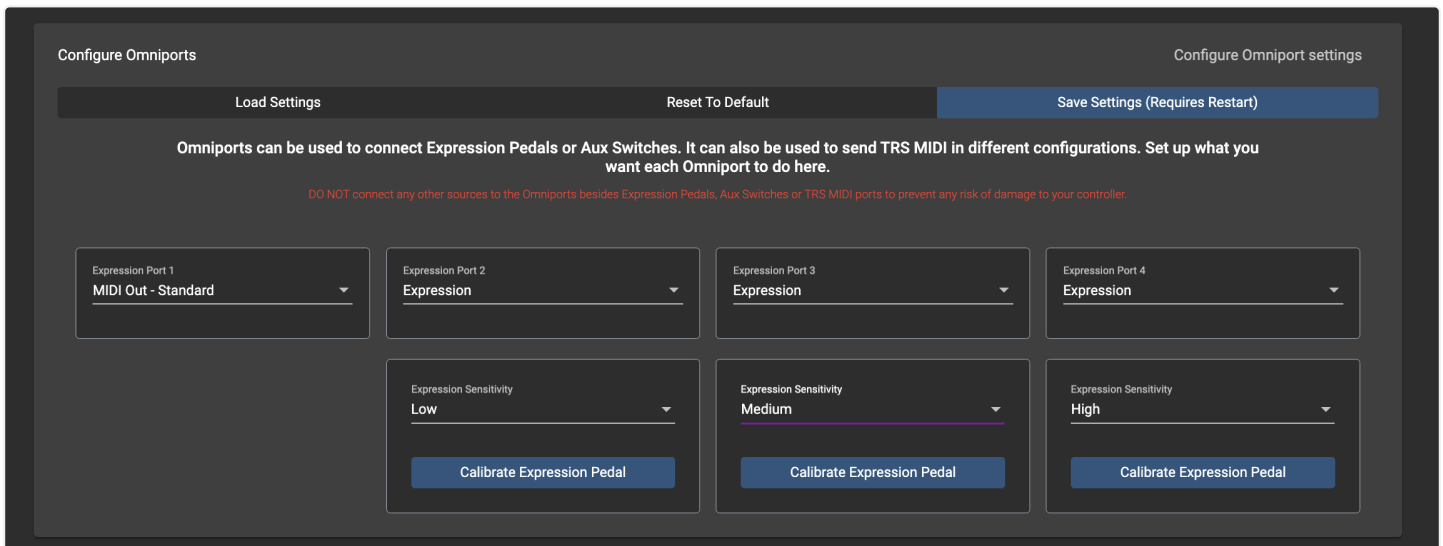 Configure Omniports
Configure Omniport settings
Load Settings
Reset To Default
Save Settings (Requires Restart)
Omniports can be used to connect Expression Pedals or Aux Switches. It can also be used to send TRS MIDI in different configurations. Set up what you
want each Omniport to do here.
DO NOT connect any other sources to the Omniports besides Expression Pedals, Aux Switches or TRS MIDI ports to prevent any risk of damage to your controller.
Expression Port 1
MIDI Out - Standard
Expression Port 2
Expression
Expression Port 3
Expression
Expression Port 4
Expression
Expression Sensitivity
Low
Calibrate Expression Pedal
Expression Sensitivity
Medium
Calibrate Expression Pedal
Expression Sensitivity
High
Calibrate Expression Pedal